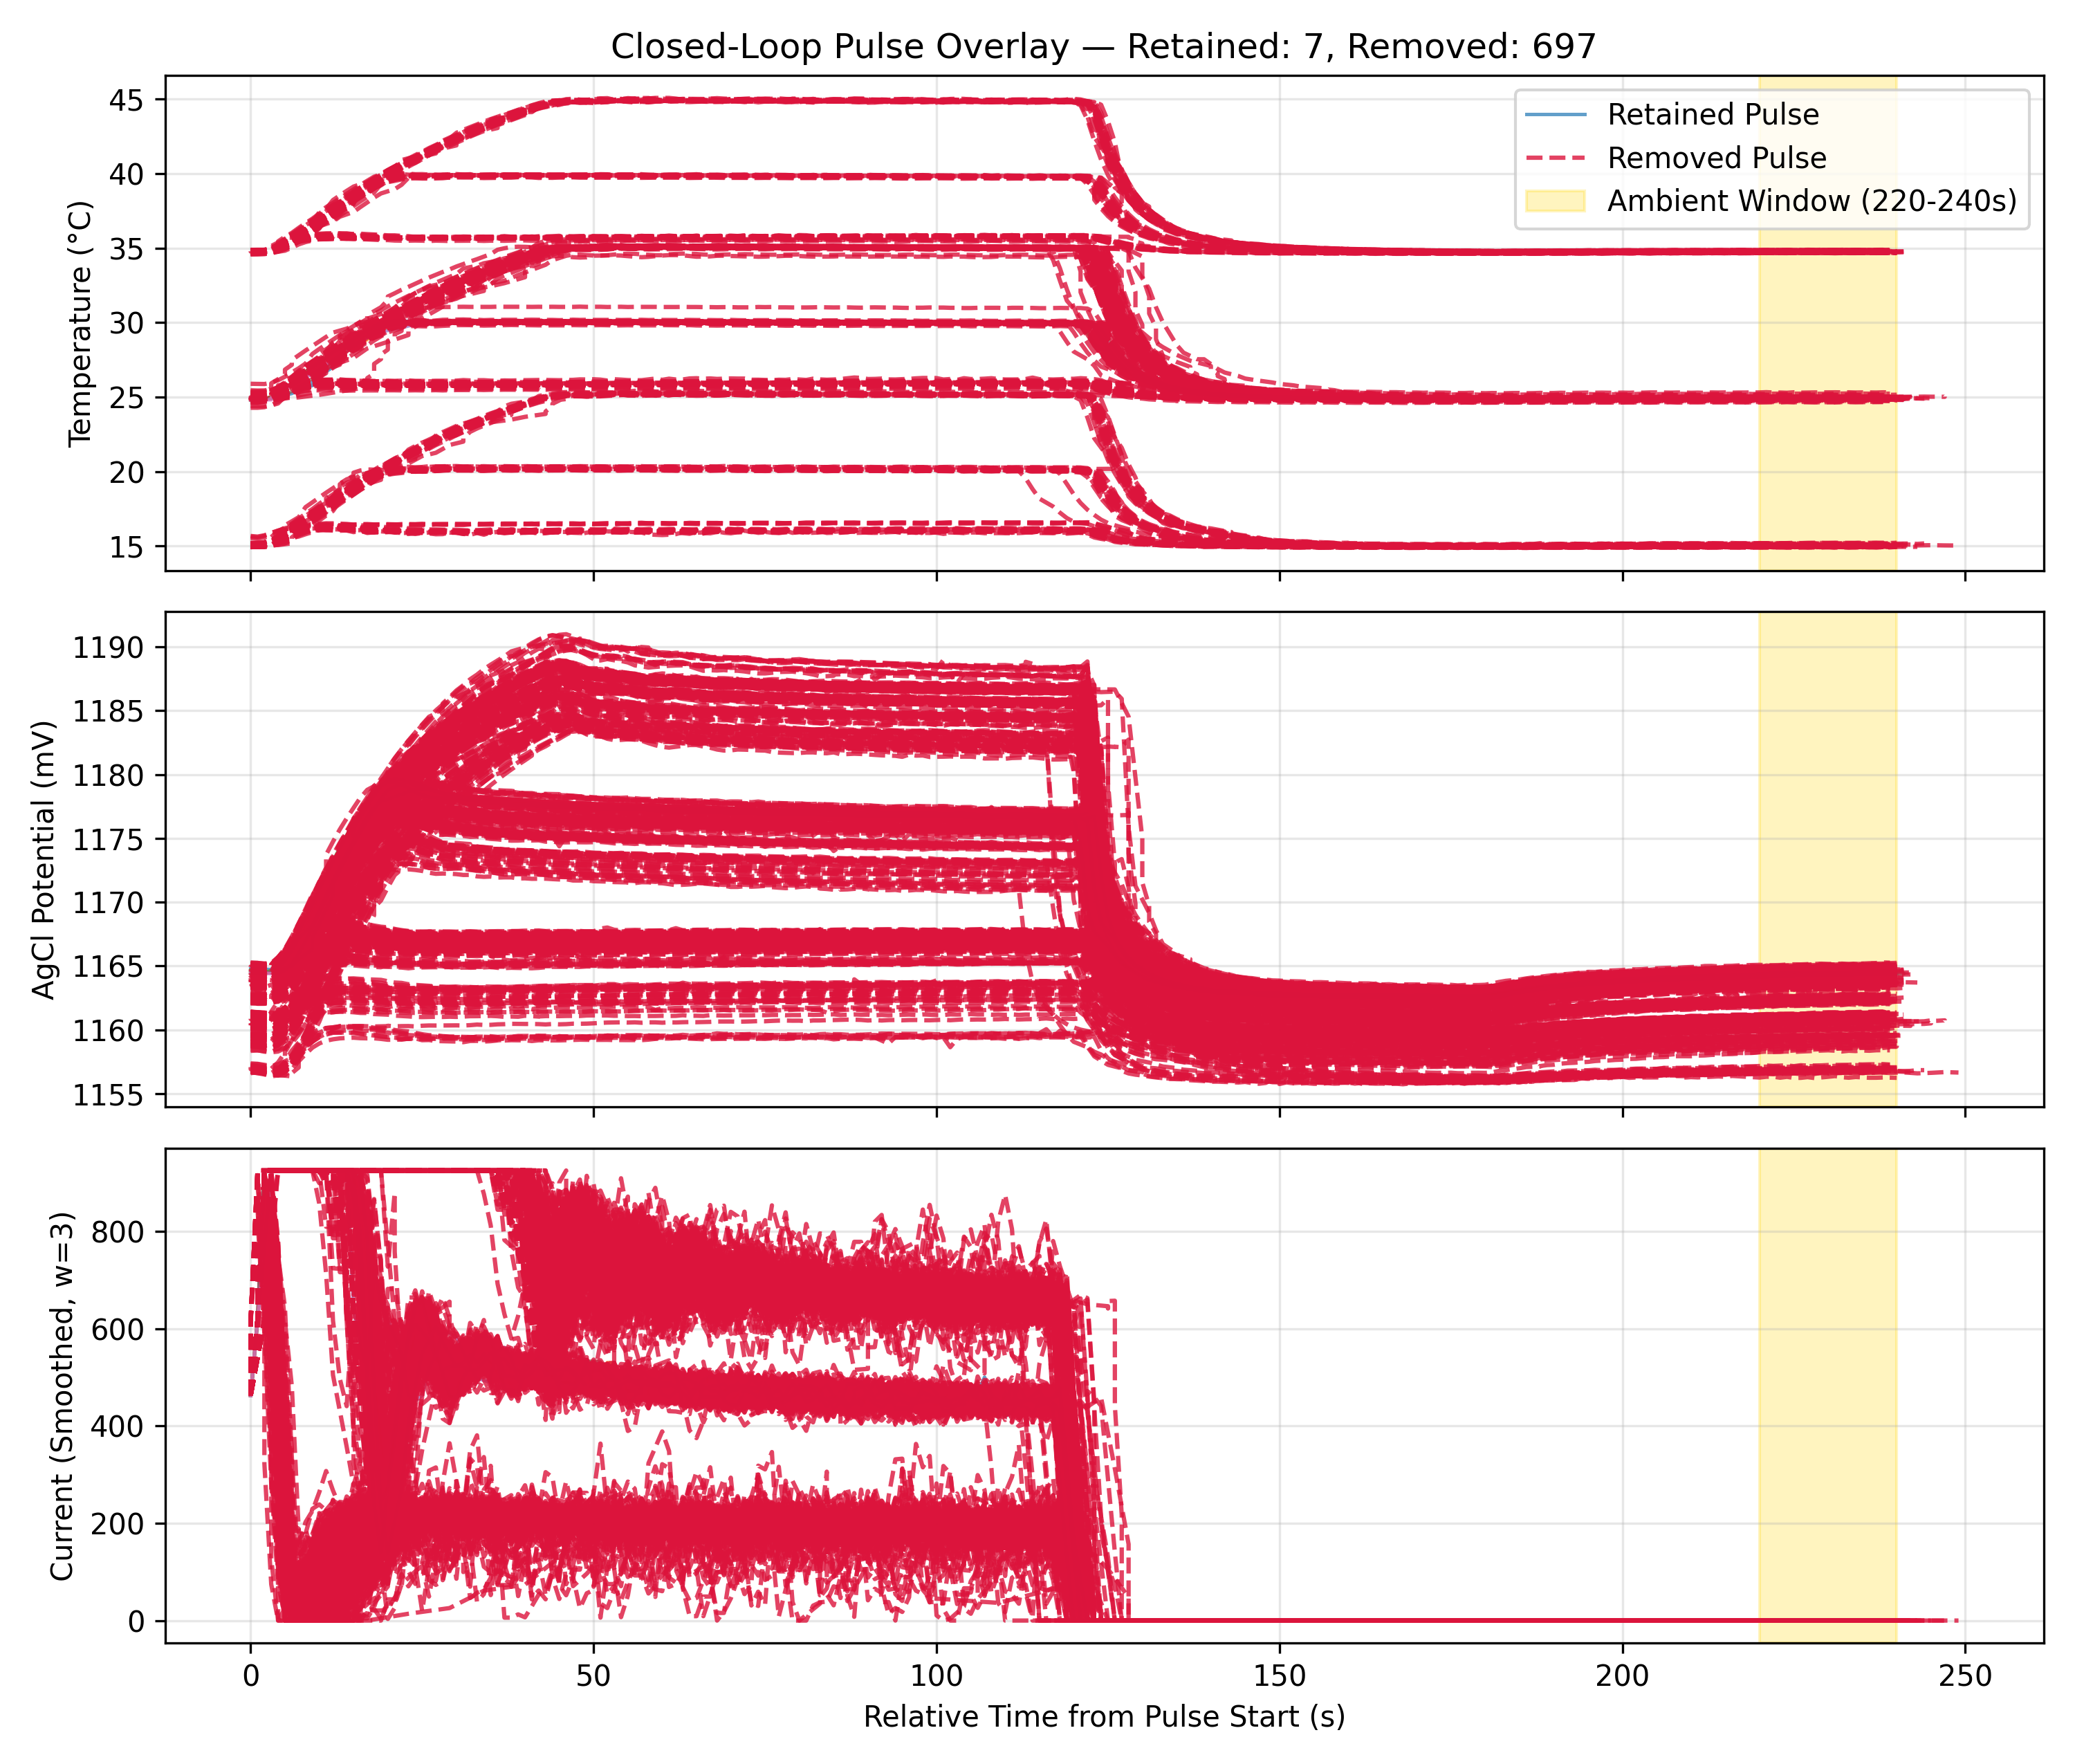 Closed-Loop Pulse Overlay — Retained: 7, Removed: 697
45
40
35
30
25
20
15
Temperature (°C)
Retained Pulse
Removed Pulse
Ambient Window (220-240s)
1190
1185
1180
1175
1170
1165
1160
1155
AgCl Potential (mV)
800
600
400
200
0
Current (Smoothed, w=3)
0 50 100 150 200 250
Relative Time from Pulse Start (s)